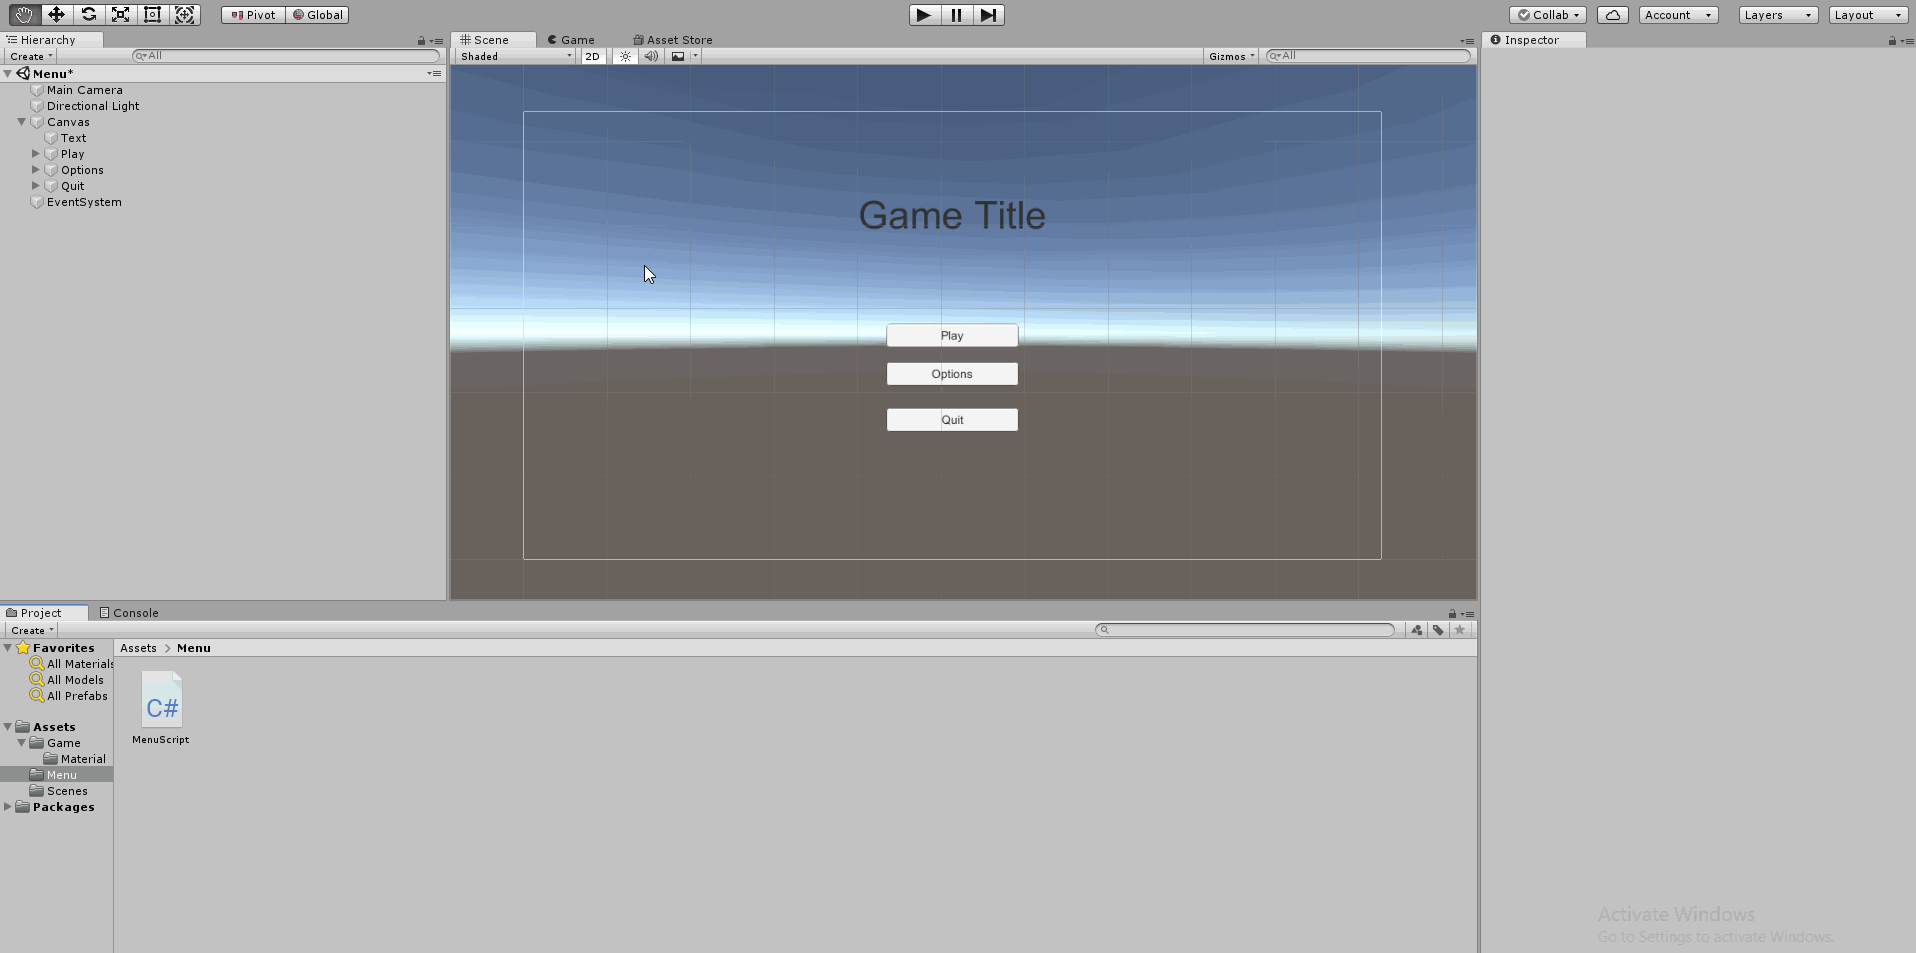 Pivot Global Collab Account Layers Layout
Hierarchy Scene Game Asset Store Inspector
Create All Shaded 2D Gizmos All
Menu*
Main Camera
Directional Light
Canvas
Text
Play
Options
Quit
EventSystem
Game Title
Play
Options
Quit
Project Console
Create
Favorites
All Materials
All Models
All Prefabs
Assets
Game
Material
Menu
Scenes
Packages
Assets > Menu
C#
MenuScript
Activate Windows
Go to Settings to activate Windows.